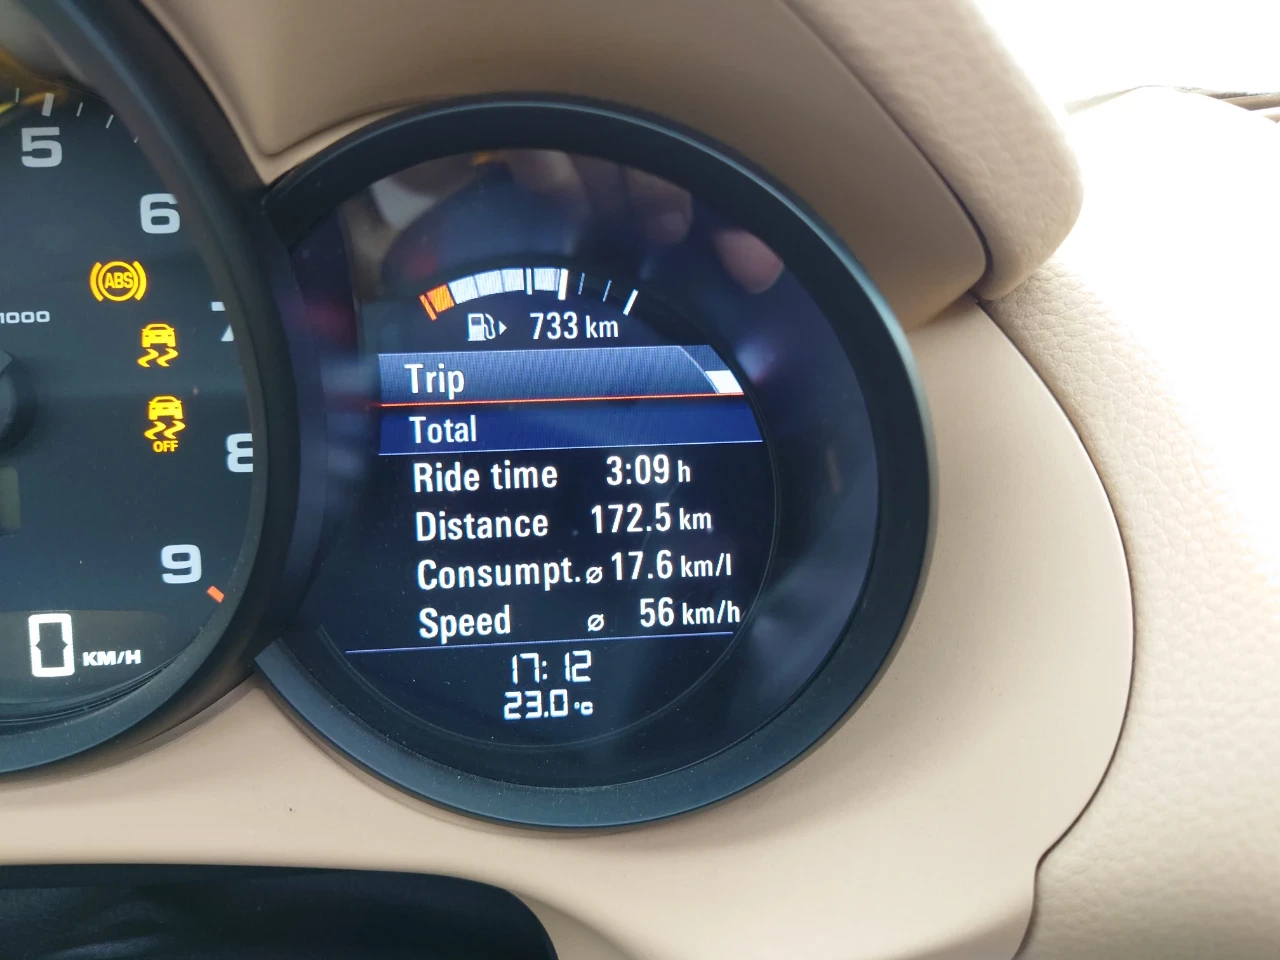 5
6
ABS
1000
7
OFF
8
9
0 KM/H
733 km
Trip
Total
Ride time 3:09 h
Distance 172.5 km
Consumpt. ⌀ 17.6 km/l
Speed ⌀ 56 km/h
17:12
23.0 °C